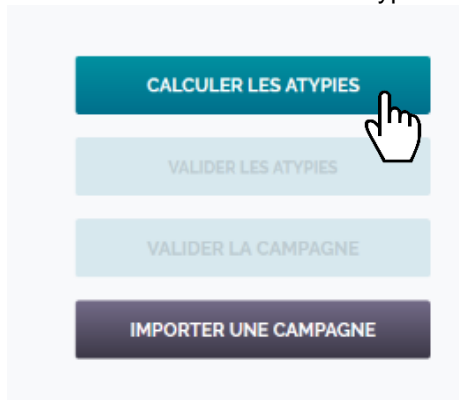 CALCULER LES ATYPIES
VALIDER LES ATYPIES
VALIDER LA CAMPAGNE
IMPORTER UNE CAMPAGNE